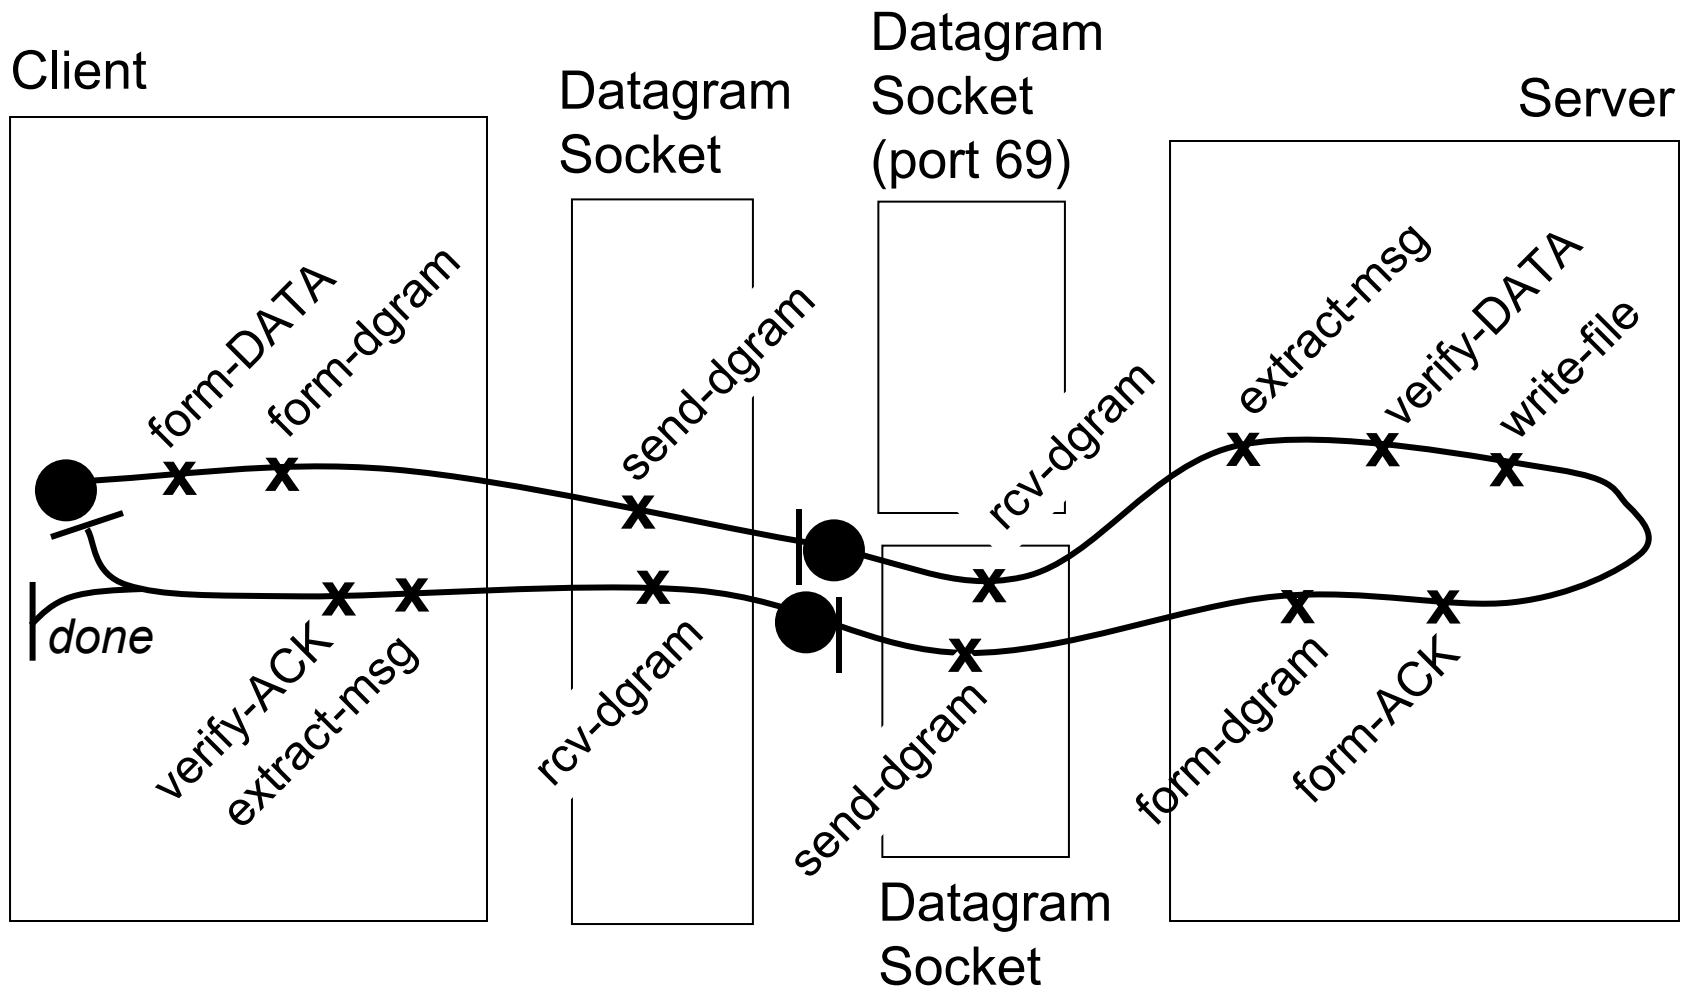 Client
Datagram
Socket
Datagram
Socket
(port 69)
Server
form-DATA
form-dgram
send-dgram
rcv-dgram
extract-msg
verify-DATA
write-file
X
X
X
X
X
X
X
X
X
X
X
X
X
X
done
verify-ACK
extract-msg
rcv-dgram
send-dgram
form-dgram
form-ACK
Datagram
Socket